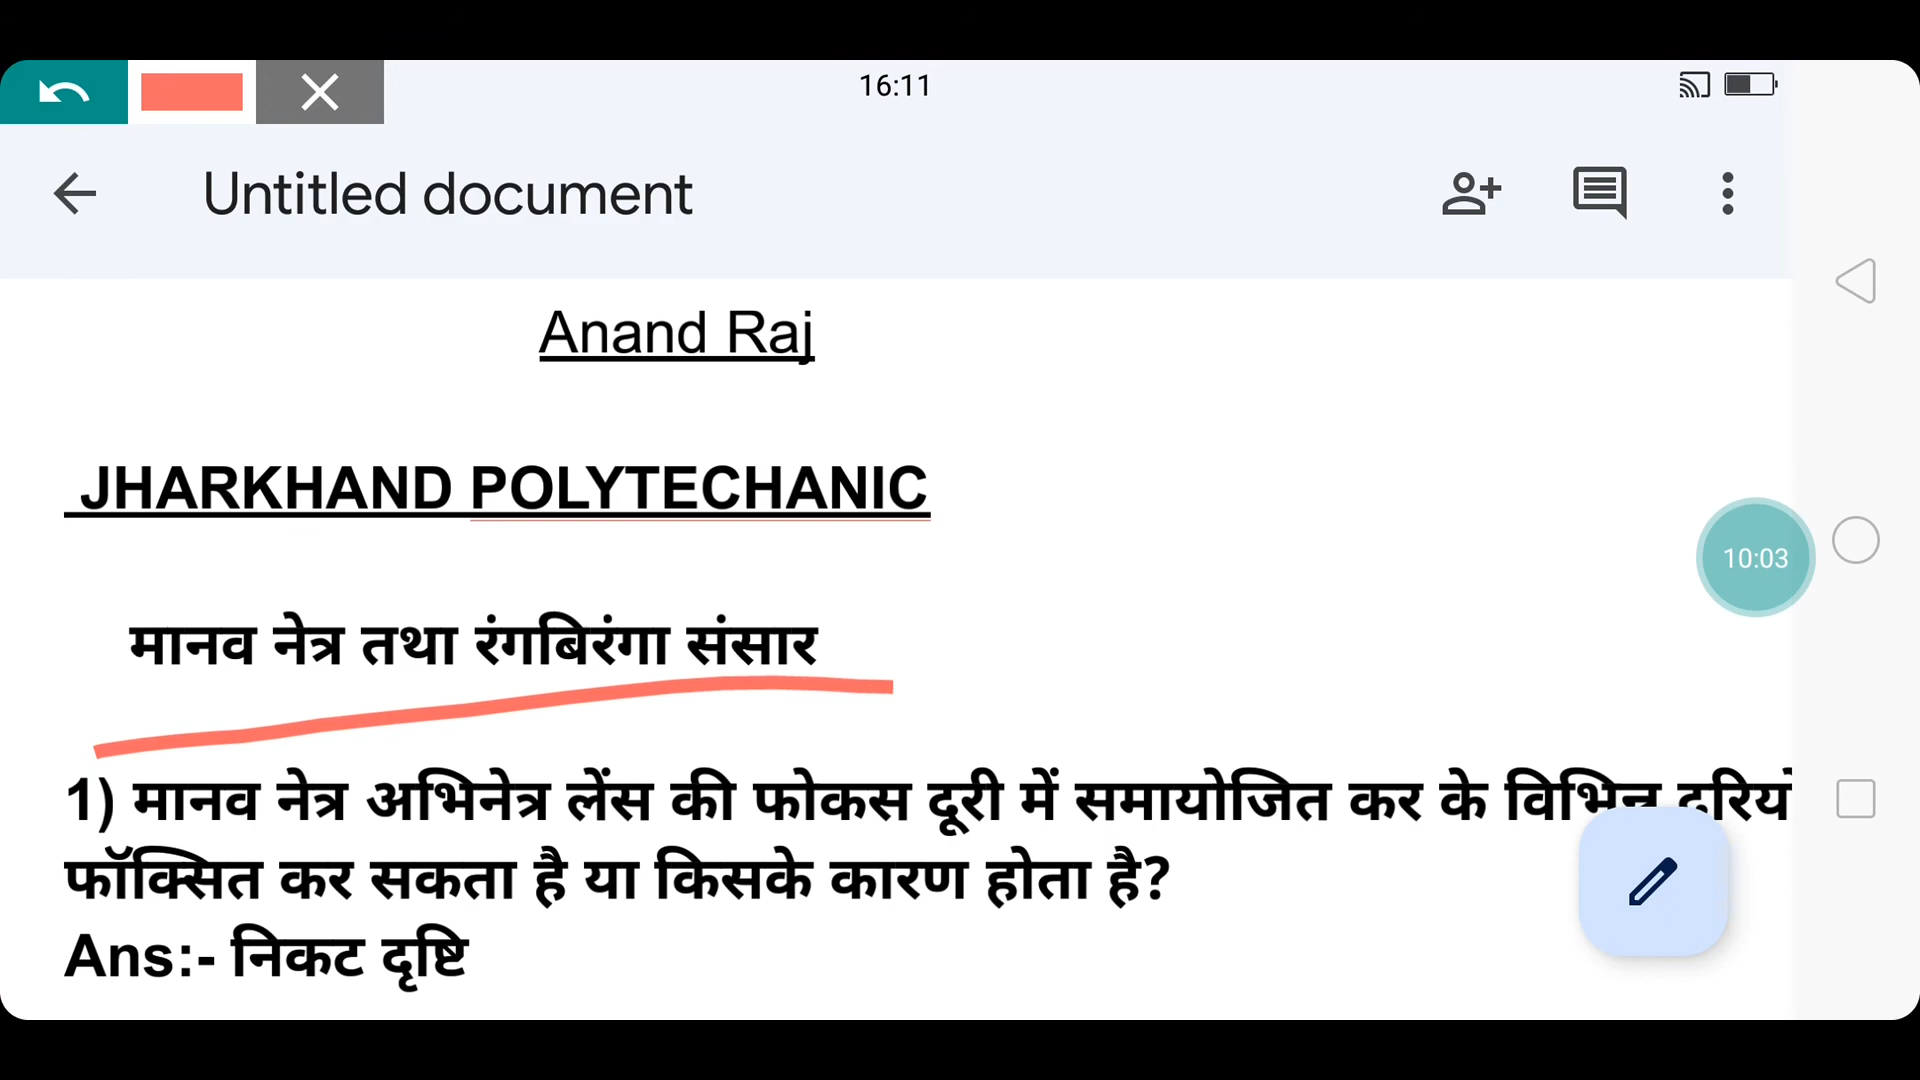 16:11
Untitled document
Anand Raj
JHARKHAND POLYTECHANIC
10:03
मानव नेत्र तथा रंगबिरंगा संसार
1) मानव नेत्र अभिनेत्र लेंस की फोकस दूरी में समायोजित कर के विभिन्न
फॉक्सित कर सकता है या किसके कारण होता है?
Ans:- निकट दृष्टि